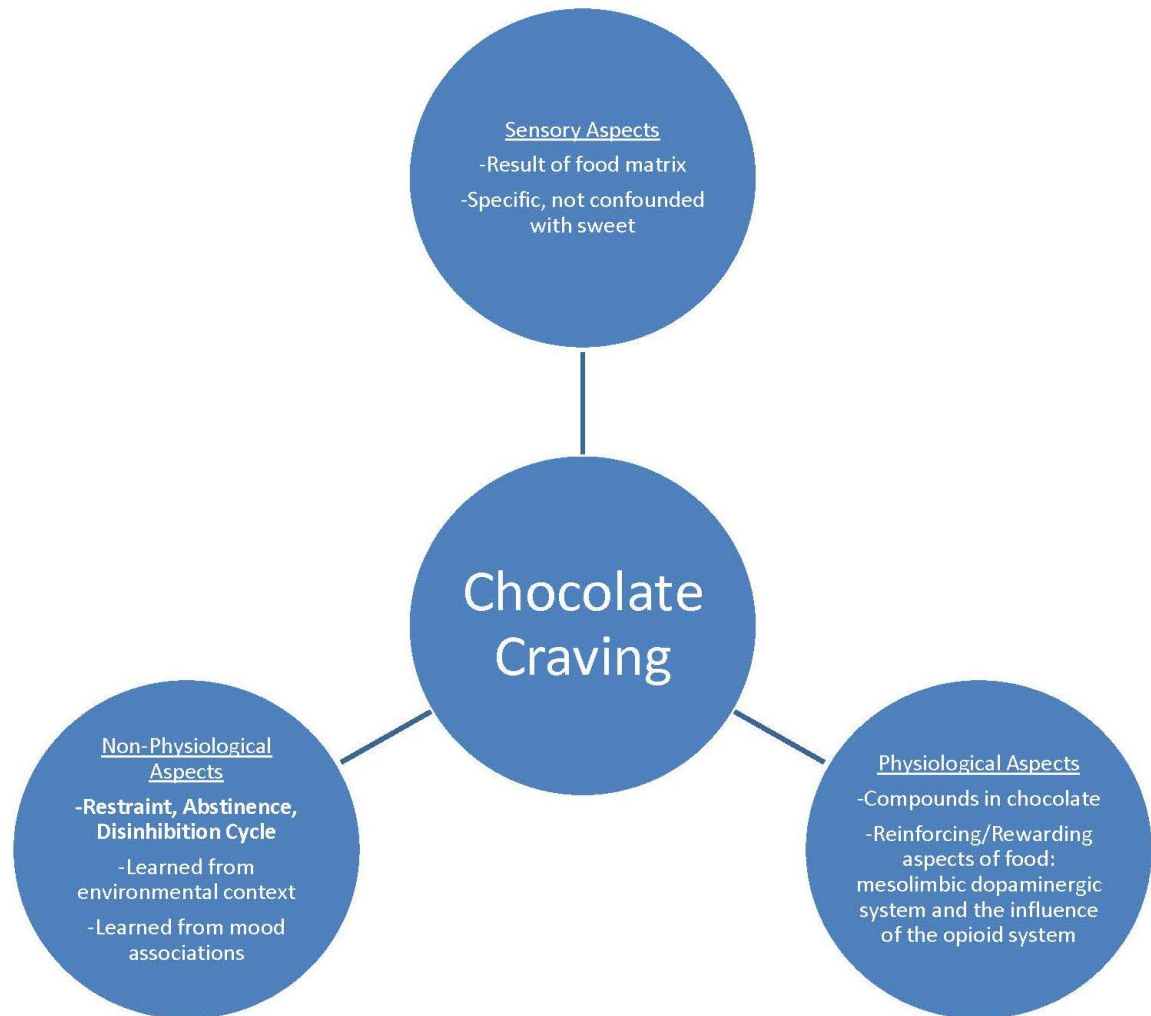 Sensory Aspects
-Result of food matrix
-Specific, not confounded
with sweet
Chocolate
Craving
Non-Physiological
Aspects
-Restraint, Abstinence,
Disinhibition Cycle
-Learned from
environmental context
-Learned from mood
associations
Physiological Aspects
-Compounds in chocolate
-Reinforcing/Rewarding
aspects of food:
mesolimbic dopaminergic
system and the influence
of the opioid system